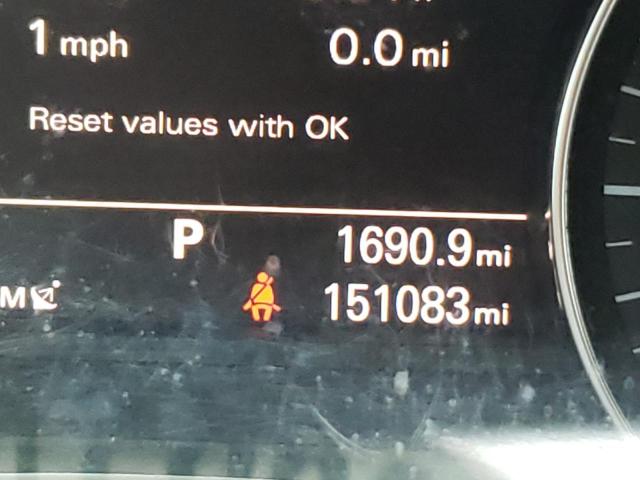 1 mph 0.0 mi
Reset values with OK
P 1690.9 mi
M 151083 mi